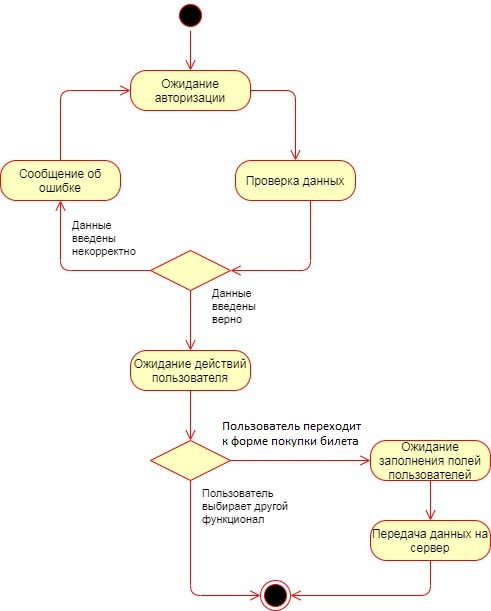 Ожидание
авторизации
Сообщение об
ошибке
Проверка данных
Данные
введены
некорректно
Данные
введены
верно
Ожидание действий
пользователя
Пользователь переходит
к форме покупки билета
Ожидание
заполнения полей
пользователей
Пользователь
выбирает другой
функционал
Передача данных на
сервер